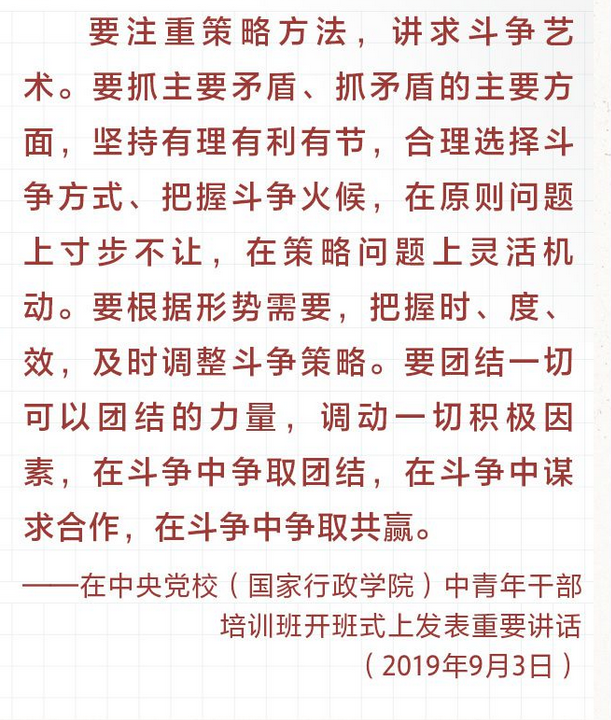 要注重策略方法，讲求斗争艺
术。要抓主要矛盾、抓矛盾的主要方
面，坚持有理有利有节，合理选择斗
争方式、把握斗争火候，在原则问题
上寸步不让，在策略问题上灵活机
动。要根据形势需要，把握时、度、
效，及时调整斗争策略。要团结一切
可以团结的力量，调动一切积极因
素，在斗争中争取团结，在斗争中谋
求合作，在斗争中争取共赢。
——在中央党校（国家行政学院）中青年干部
培训班开班式上发表重要讲话
（2019年9月3日）